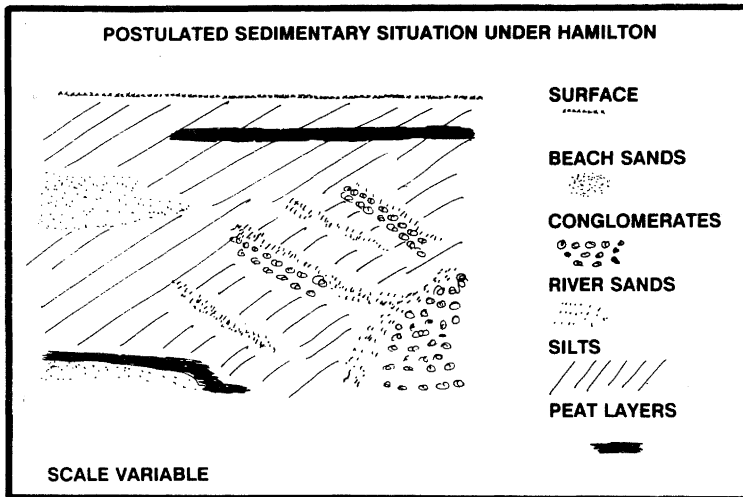 POSTULATED SEDIMENTARY SITUATION UNDER HAMILTON
SURFACE
BEACH SANDS
CONGLOMERATES
RIVER SANDS
SILTS
PEAT LAYERS
SCALE VARIABLE